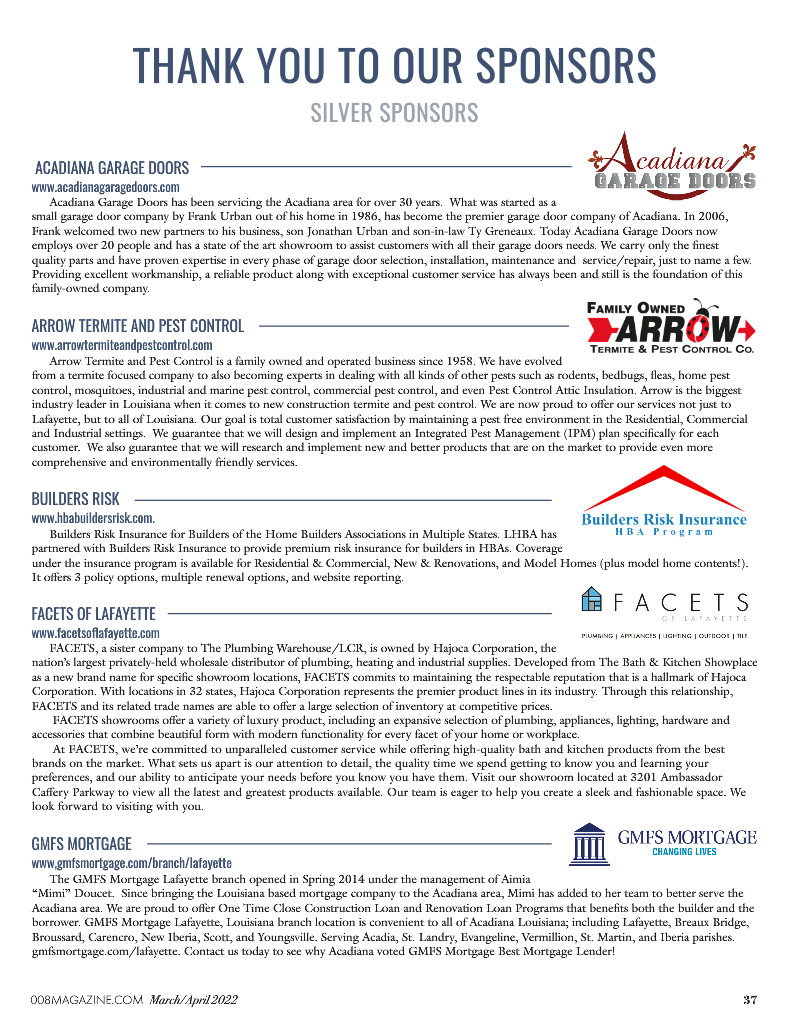 THANK YOU TO OUR SPONSORS
SILVER SPONSORS
Acadiana
GARAGE DOORS
ACADIANA GARAGE DOORS
www.acadianagaragedoors.com
Acadiana Garage Doors has been servicing the Acadiana area for over 30 years.  What was started as a
small garage door company by Frank Urban out of his home in 1986, has become the premier garage door company of Acadiana. In 2006,
Frank welcomed two new partners to his business, son Jonathan Urban and son-in-law Ty Greneaux. Today Acadiana Garage Doors now
employs over 20 people and has a state of the art showroom to assist customers with all their garage doors needs. We carry only the finest
quality parts and have proven expertise in every phase of garage door selection, installation, maintenance and  service/repair, just to name a few.
Providing excellent workmanship, a reliable product along with exceptional customer service has always been and still is the foundation of this
family-owned company.
FAMILY OWNED
ARROW
TERMITE & PEST CONTROL CO.
ARROW TERMITE AND PEST CONTROL
www.arrowtermiteandpestcontrol.com
Arrow Termite and Pest Control is a family owned and operated business since 1958. We have evolved
from a termite focused company to also becoming experts in dealing with all kinds of other pests such as rodents, bedbugs, fleas, home pest
control, mosquitoes, industrial and marine pest control, commercial pest control, and even Pest Control Attic Insulation. Arrow is the biggest
industry leader in Louisiana when it comes to new construction termite and pest control. We are now proud to offer our services not just to
Lafayette, but to all of Louisiana. Our goal is total customer satisfaction by maintaining a pest free environment in the Residential, Commercial
and Industrial settings.  We guarantee that we will design and implement an Integrated Pest Management (IPM) plan specifically for each
customer.  We also guarantee that we will research and implement new and better products that are on the market to provide even more
comprehensive and environmentally friendly services.
BUILDERS RISK
www.hbabuildersrisk.com.
Builders Risk Insurance
HBA Program
Builders Risk Insurance for Builders of the Home Builders Associations in Multiple States. LHBA has
partnered with Builders Risk Insurance to provide premium risk insurance for builders in HBAs. Coverage
under the insurance program is available for Residential & Commercial, New & Renovations, and Model Homes (plus model home contents!).
It offers 3 policy options, multiple renewal options, and website reporting.
FACETS
OF LAFAYETTE
PLUMBING | APPLIANCES | LIGHTING | OUTDOOR | TILE
FACETS OF LAFAYETTE
www.facetsoflafayette.com
FACETS, a sister company to The Plumbing Warehouse/LCR, is owned by Hajoca Corporation, the
nation's largest privately-held wholesale distributor of plumbing, heating and industrial supplies. Developed from The Bath & Kitchen Showplace
as a new brand name for specific showroom locations, FACETS commits to maintaining the respectable reputation that is a hallmark of Hajoca
Corporation. With locations in 32 states, Hajoca Corporation represents the premier product lines in its industry. Through this relationship,
FACETS and its related trade names are able to offer a large selection of inventory at competitive prices.
FACETS showrooms offer a variety of luxury product, including an expansive selection of plumbing, appliances, lighting, hardware and
accessories that combine beautiful form with modern functionality for every facet of your home or workplace.
At FACETS, we're committed to unparalleled customer service while offering high-quality bath and kitchen products from the best
brands on the market. What sets us apart is our attention to detail, the quality time we spend getting to know you and learning your
preferences, and our ability to anticipate your needs before you know you have them. Visit our showroom located at 3201 Ambassador
Caffery Parkway to view all the latest and greatest products available. Our team is eager to help you create a sleek and fashionable space. We
look forward to visiting with you.
GMFS MORTGAGE
CHANGING LIVES
GMFS MORTGAGE
www.gmfsmortgage.com/branch/lafayette
The GMFS Mortgage Lafayette branch opened in Spring 2014 under the management of Aimia
“Mimi” Doucet.  Since bringing the Louisiana based mortgage company to the Acadiana area, Mimi has added to her team to better serve the
Acadiana area. We are proud to offer One Time Close Construction Loan and Renovation Loan Programs that benefits both the builder and the
borrower. GMFS Mortgage Lafayette, Louisiana branch location is convenient to all of Acadiana Louisiana; including Lafayette, Breaux Bridge,
Broussard, Carencro, New Iberia, Scott, and Youngsville. Serving Acadia, St. Landry, Evangeline, Vermillion, St. Martin, and Iberia parishes.
gmfsmortgage.com/lafayette. Contact us today to see why Acadiana voted GMFS Mortgage Best Mortgage Lender!
008MAGAZINE.COM March/April 2022
37